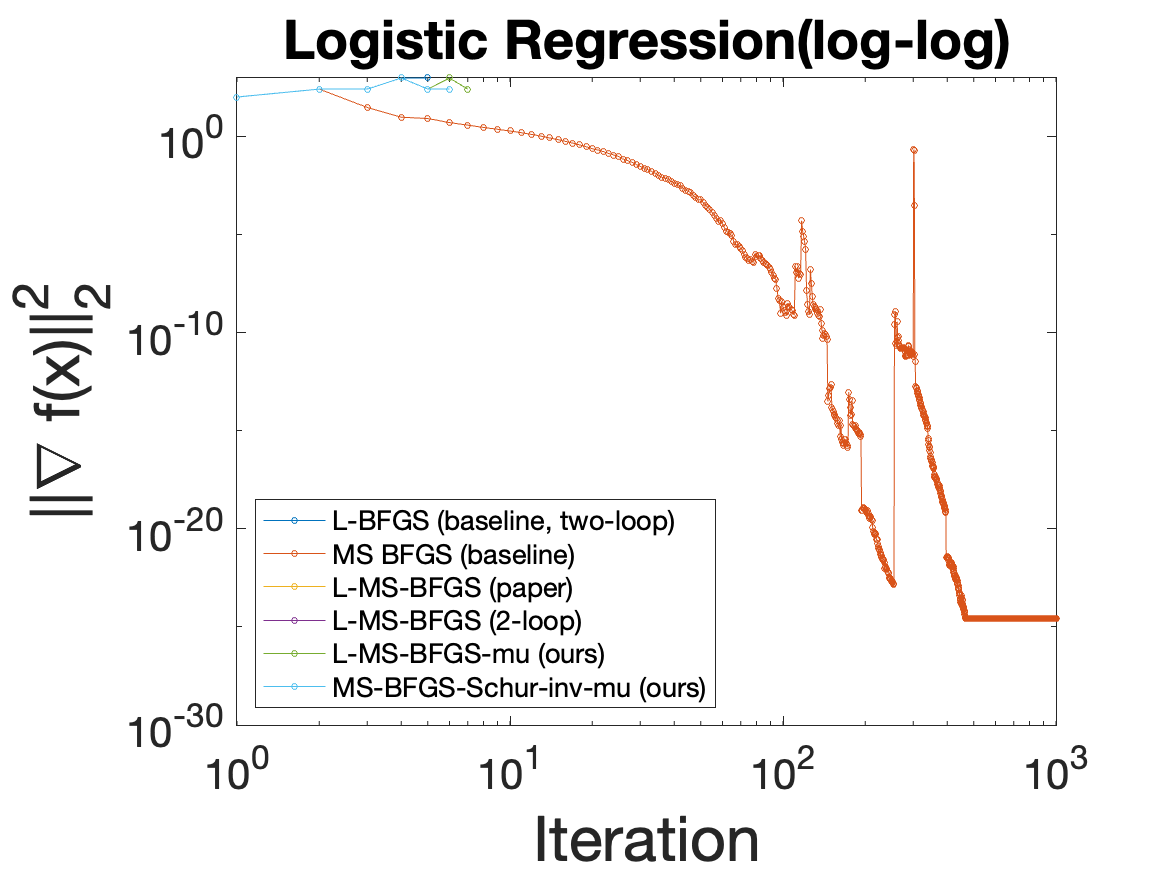 Logistic Regression(log-log)
10^0
10^-10
10^-20
10^-30
||∇ f(x)||_2^2
L-BFGS (baseline, two-loop)
MS BFGS (baseline)
L-MS-BFGS (paper)
L-MS-BFGS (2-loop)
L-MS-BFGS-mu (ours)
MS-BFGS-Schur-inv-mu (ours)
10^0 10^1 10^2 10^3
Iteration